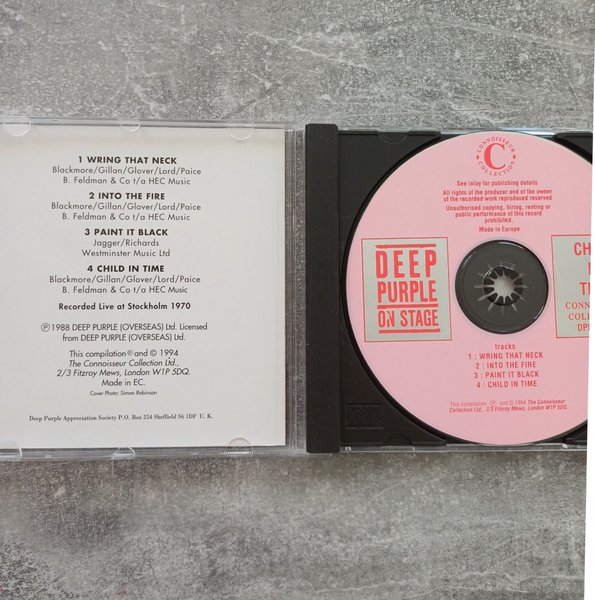 1 WRING THAT NECK
Blackmore/Gillan/Glover/Lord/Paice
B. Feldman & Co t/a HEC Music
2 INTO THE FIRE
Blackmore/Gillan/Glover/Lord/Paice
B. Feldman & Co t/a HEC Music
3 PAINT IT BLACK
Jagger/Richards
Westminster Music Ltd
4 CHILD IN TIME
Blackmore/Gillan/Glover/Lord/Paice
B. Feldman & Co t/a HEC Music
Recorded Live at Stockholm 1970
℗ 1988 DEEP PURPLE (OVERSEAS) Ltd. Licensed
from DEEP PURPLE (OVERSEAS) Ltd.
This compilation ℗ and © 1994
The Connoisseur Collection Ltd.,
2/3 Fitzroy Mews, London W1P 5DQ.
Made in EC.
Cover Photo: Simon Robinson
Deep Purple Appreciation Society P.O. Box 254 Sheffield S6 1DF U. K.
CONNOISSEUR
C
COLLECTION
See inlay for publishing details
All rights of the producer and of the owner
of the recorded work reproduced reserved
Unauthorised copying, hiring, renting or
public performance of this record
prohibited.
Made in Europe
DEEP
PURPLE
ON STAGE
CH
T
CONN
COLL
DP
tracks
1 : WRING THAT NECK
2 : INTO THE FIRE
3 : PAINT IT BLACK
4 : CHILD IN TIME
This compilation ℗ and © 1994 The Connoisseur
Collection Ltd., 2/3 Fitzroy Mews, London W1P 5DQ.